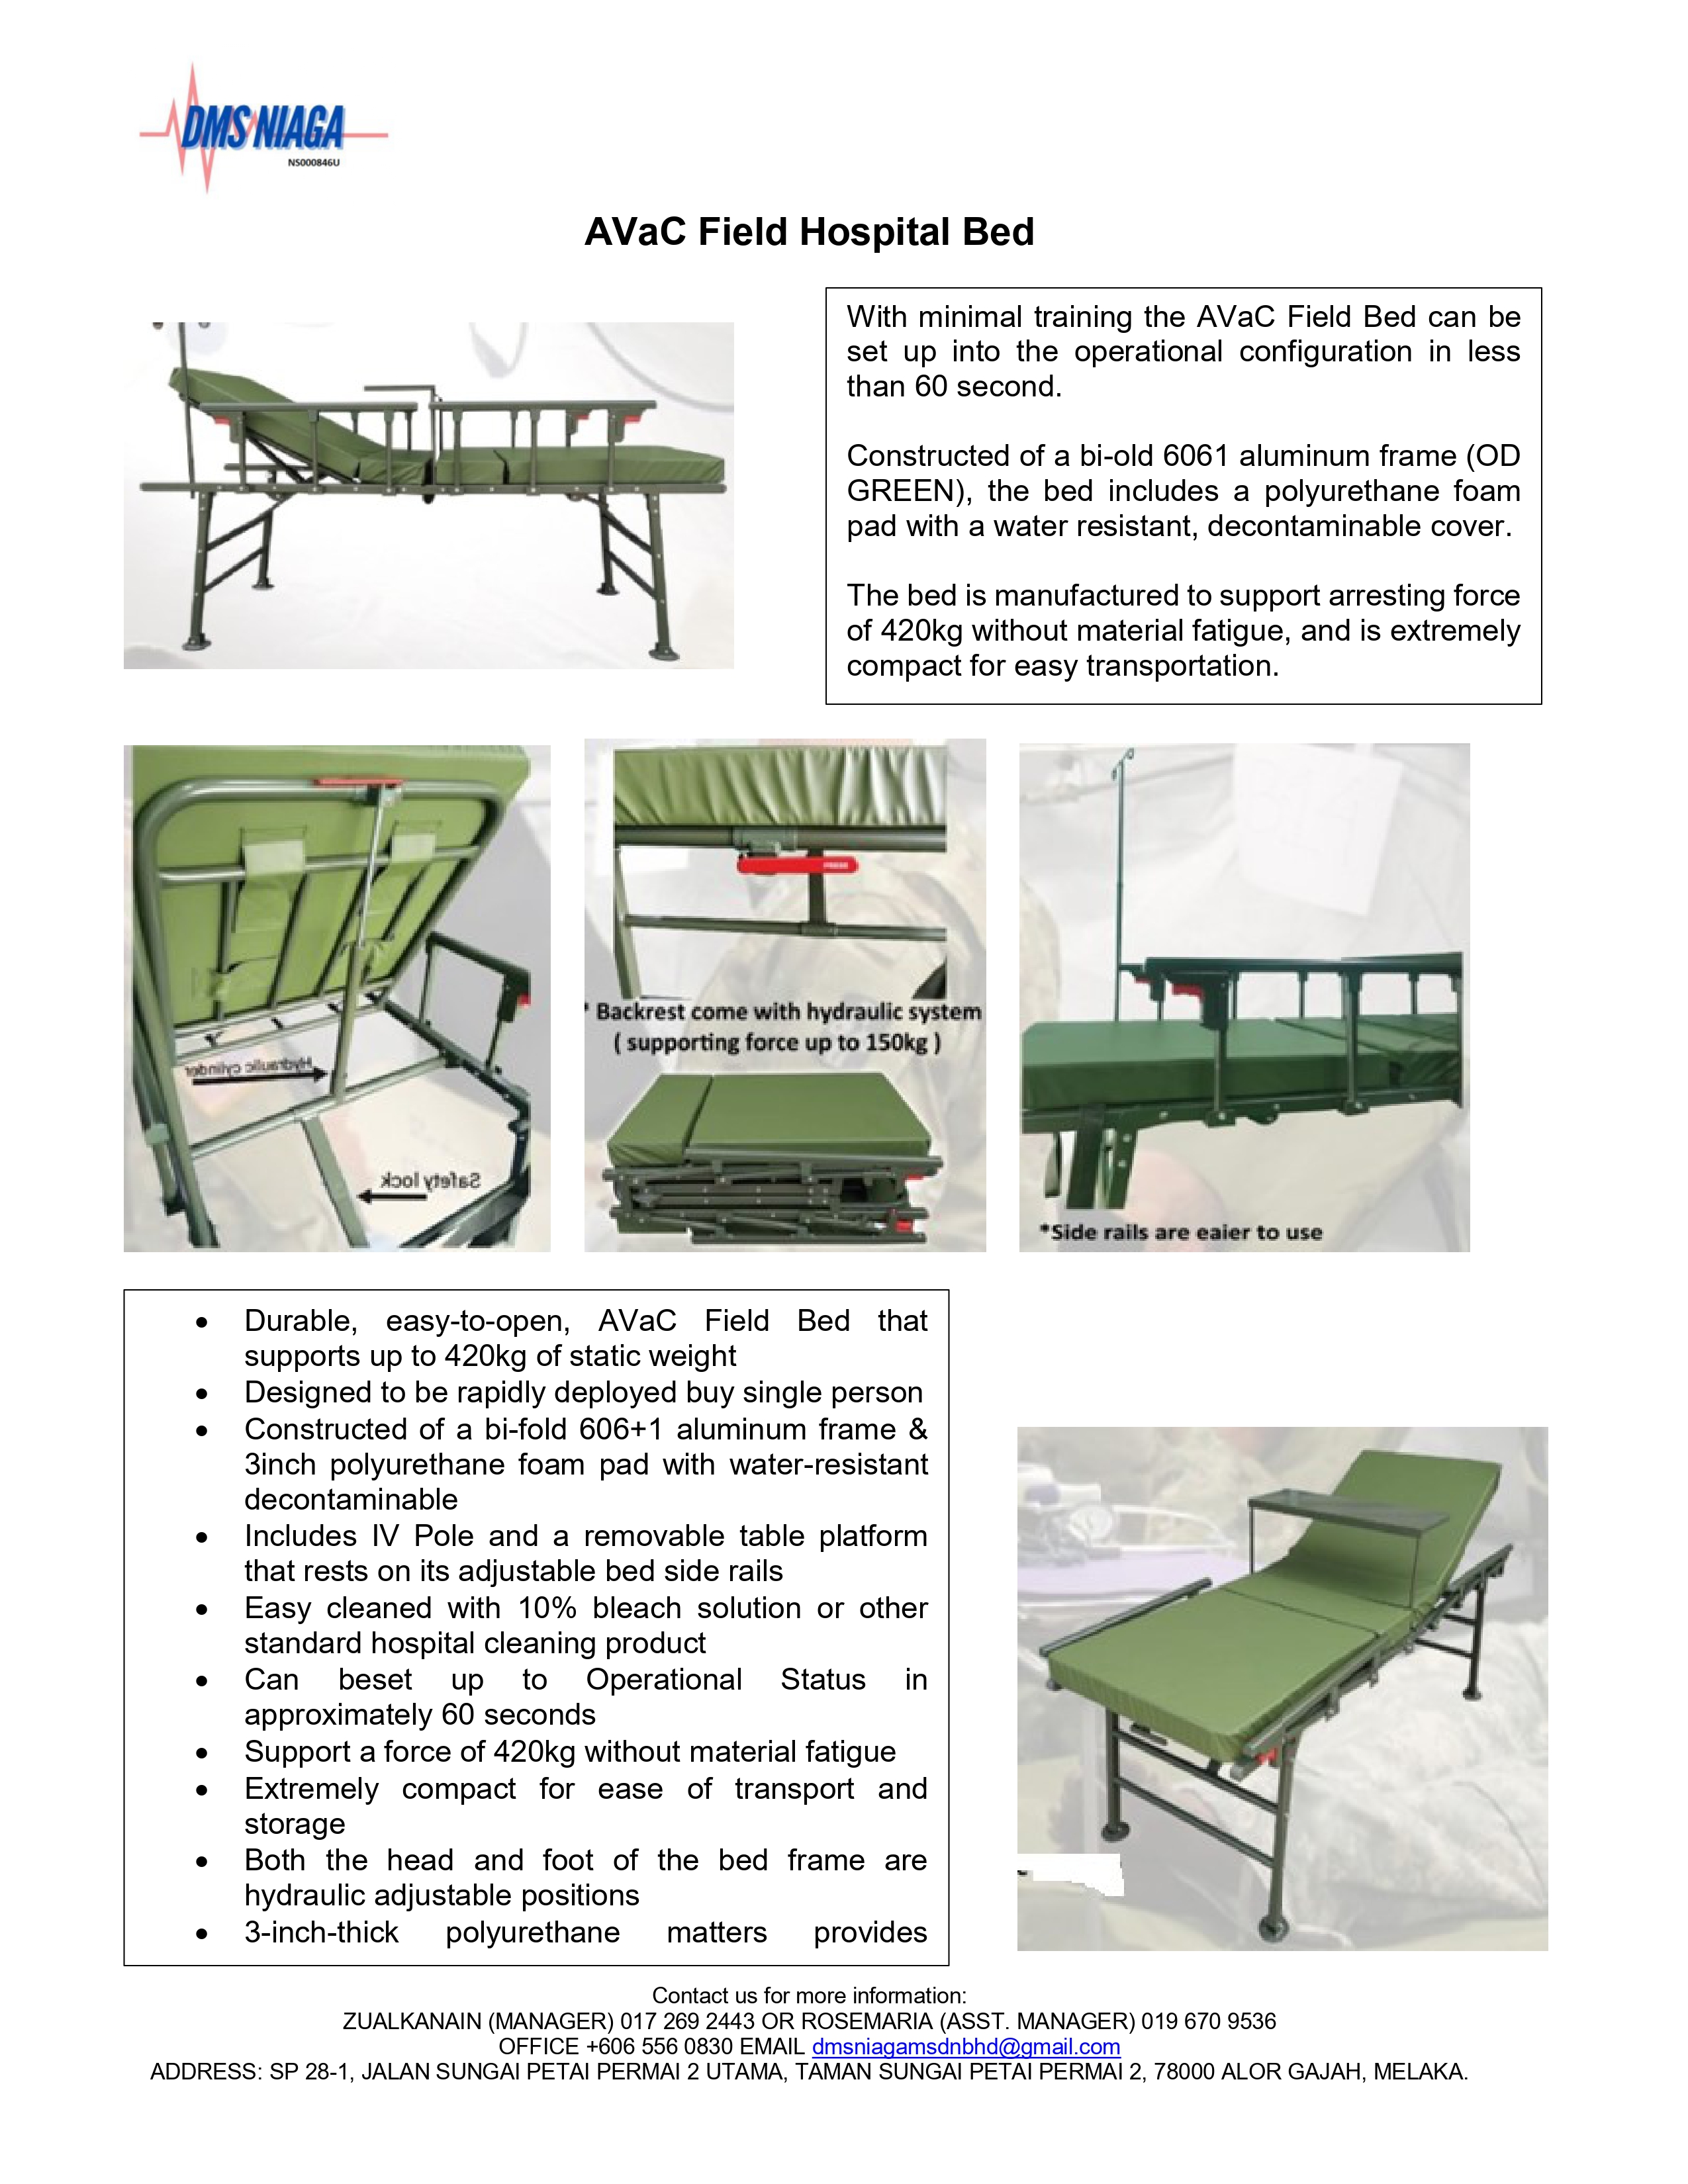 DMS NIAGA
NS000846U
AVaC Field Hospital Bed
With minimal training the AVaC Field Bed can be
set up into the operational configuration in less
than 60 second.
Constructed of a bi-old 6061 aluminum frame (OD
GREEN), the bed includes a polyurethane foam
pad with a water resistant, decontaminable cover.
The bed is manufactured to support arresting force
of 420kg without material fatigue, and is extremely
compact for easy transportation.
Hydraulic cylinder
Safety lock
* Backrest come with hydraulic system
( supporting force up to 150kg )
*Side rails are eaier to use
• Durable, easy-to-open, AVaC Field Bed that
supports up to 420kg of static weight
• Designed to be rapidly deployed buy single person
• Constructed of a bi-fold 606+1 aluminum frame &
3inch polyurethane foam pad with water-resistant
decontaminable
• Includes IV Pole and a removable table platform
that rests on its adjustable bed side rails
• Easy cleaned with 10% bleach solution or other
standard hospital cleaning product
• Can beset up to Operational Status in
approximately 60 seconds
• Support a force of 420kg without material fatigue
• Extremely compact for ease of transport and
storage
• Both the head and foot of the bed frame are
hydraulic adjustable positions
• 3-inch-thick polyurethane matters provides
Contact us for more information:
ZUALKANAIN (MANAGER) 017 269 2443 OR ROSEMARIA (ASST. MANAGER) 019 670 9536
OFFICE +606 556 0830 EMAIL dmsniagamsdnbhd@gmail.com
ADDRESS: SP 28-1, JALAN SUNGAI PETAI PERMAI 2 UTAMA, TAMAN SUNGAI PETAI PERMAI 2, 78000 ALOR GAJAH, MELAKA.